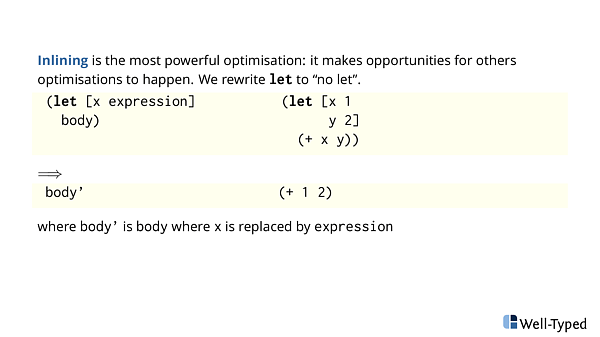 Inlining is the most powerful optimisation: it makes opportunities for others
optimisations to happen. We rewrite let to “no let”.
(let [x expression]    (let [x 1
body)    y 2]
(+ x y))
⟹
body’    (+ 1 2)
where body’ is body where x is replaced by expression
Well-Typed